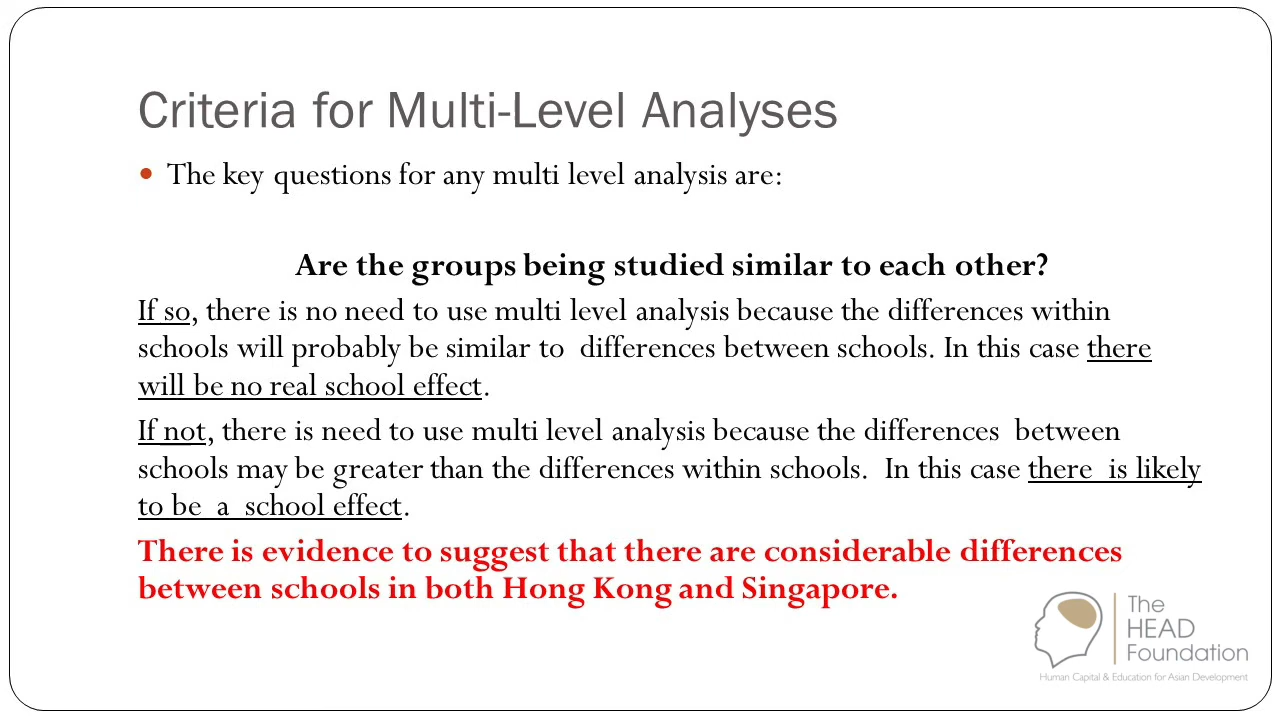 Criteria for Multi-Level Analyses
• The key questions for any multi level analysis are:
Are the groups being studied similar to each other?
If so, there is no need to use multi level analysis because the differences within
schools will probably be similar to  differences between schools. In this case there
will be no real school effect.
If not, there is need to use multi level analysis because the differences  between
schools may be greater than the differences within schools.  In this case there  is likely
to be  a  school effect.
There is evidence to suggest that there are considerable differences
between schools in both Hong Kong and Singapore.
The
HEAD
Foundation
Human Capital & Education for Asian Development